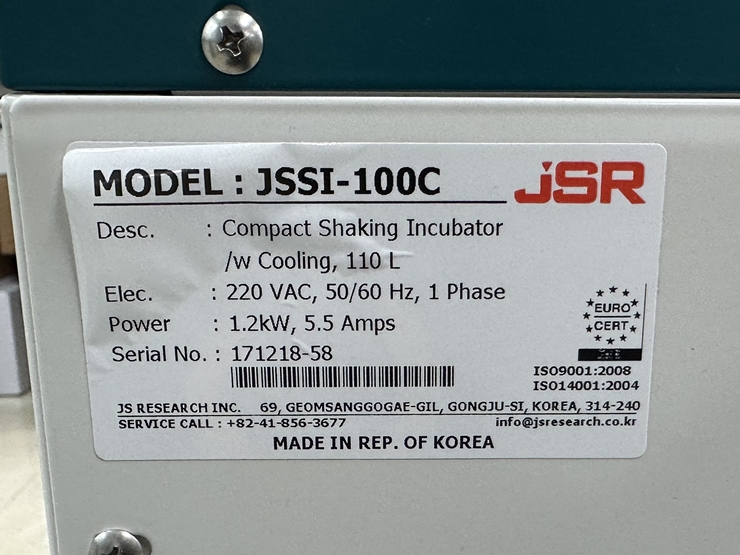 MODEL : JSSI-100C
JSR
Desc. : Compact Shaking Incubator
/w Cooling, 110 L
Elec. : 220 VAC, 50/60 Hz, 1 Phase
Power : 1.2kW, 5.5 Amps
Serial No. : 171218-58
EURO
CERT
ISO9001:2008
ISO14001:2004
JS RESEARCH INC. 69, GEOMSANGGOGAE-GIL, GONGJU-SI, KOREA, 314-240
SERVICE CALL : +82-41-856-3677 info@jsresearch.co.kr
MADE IN REP. OF KOREA